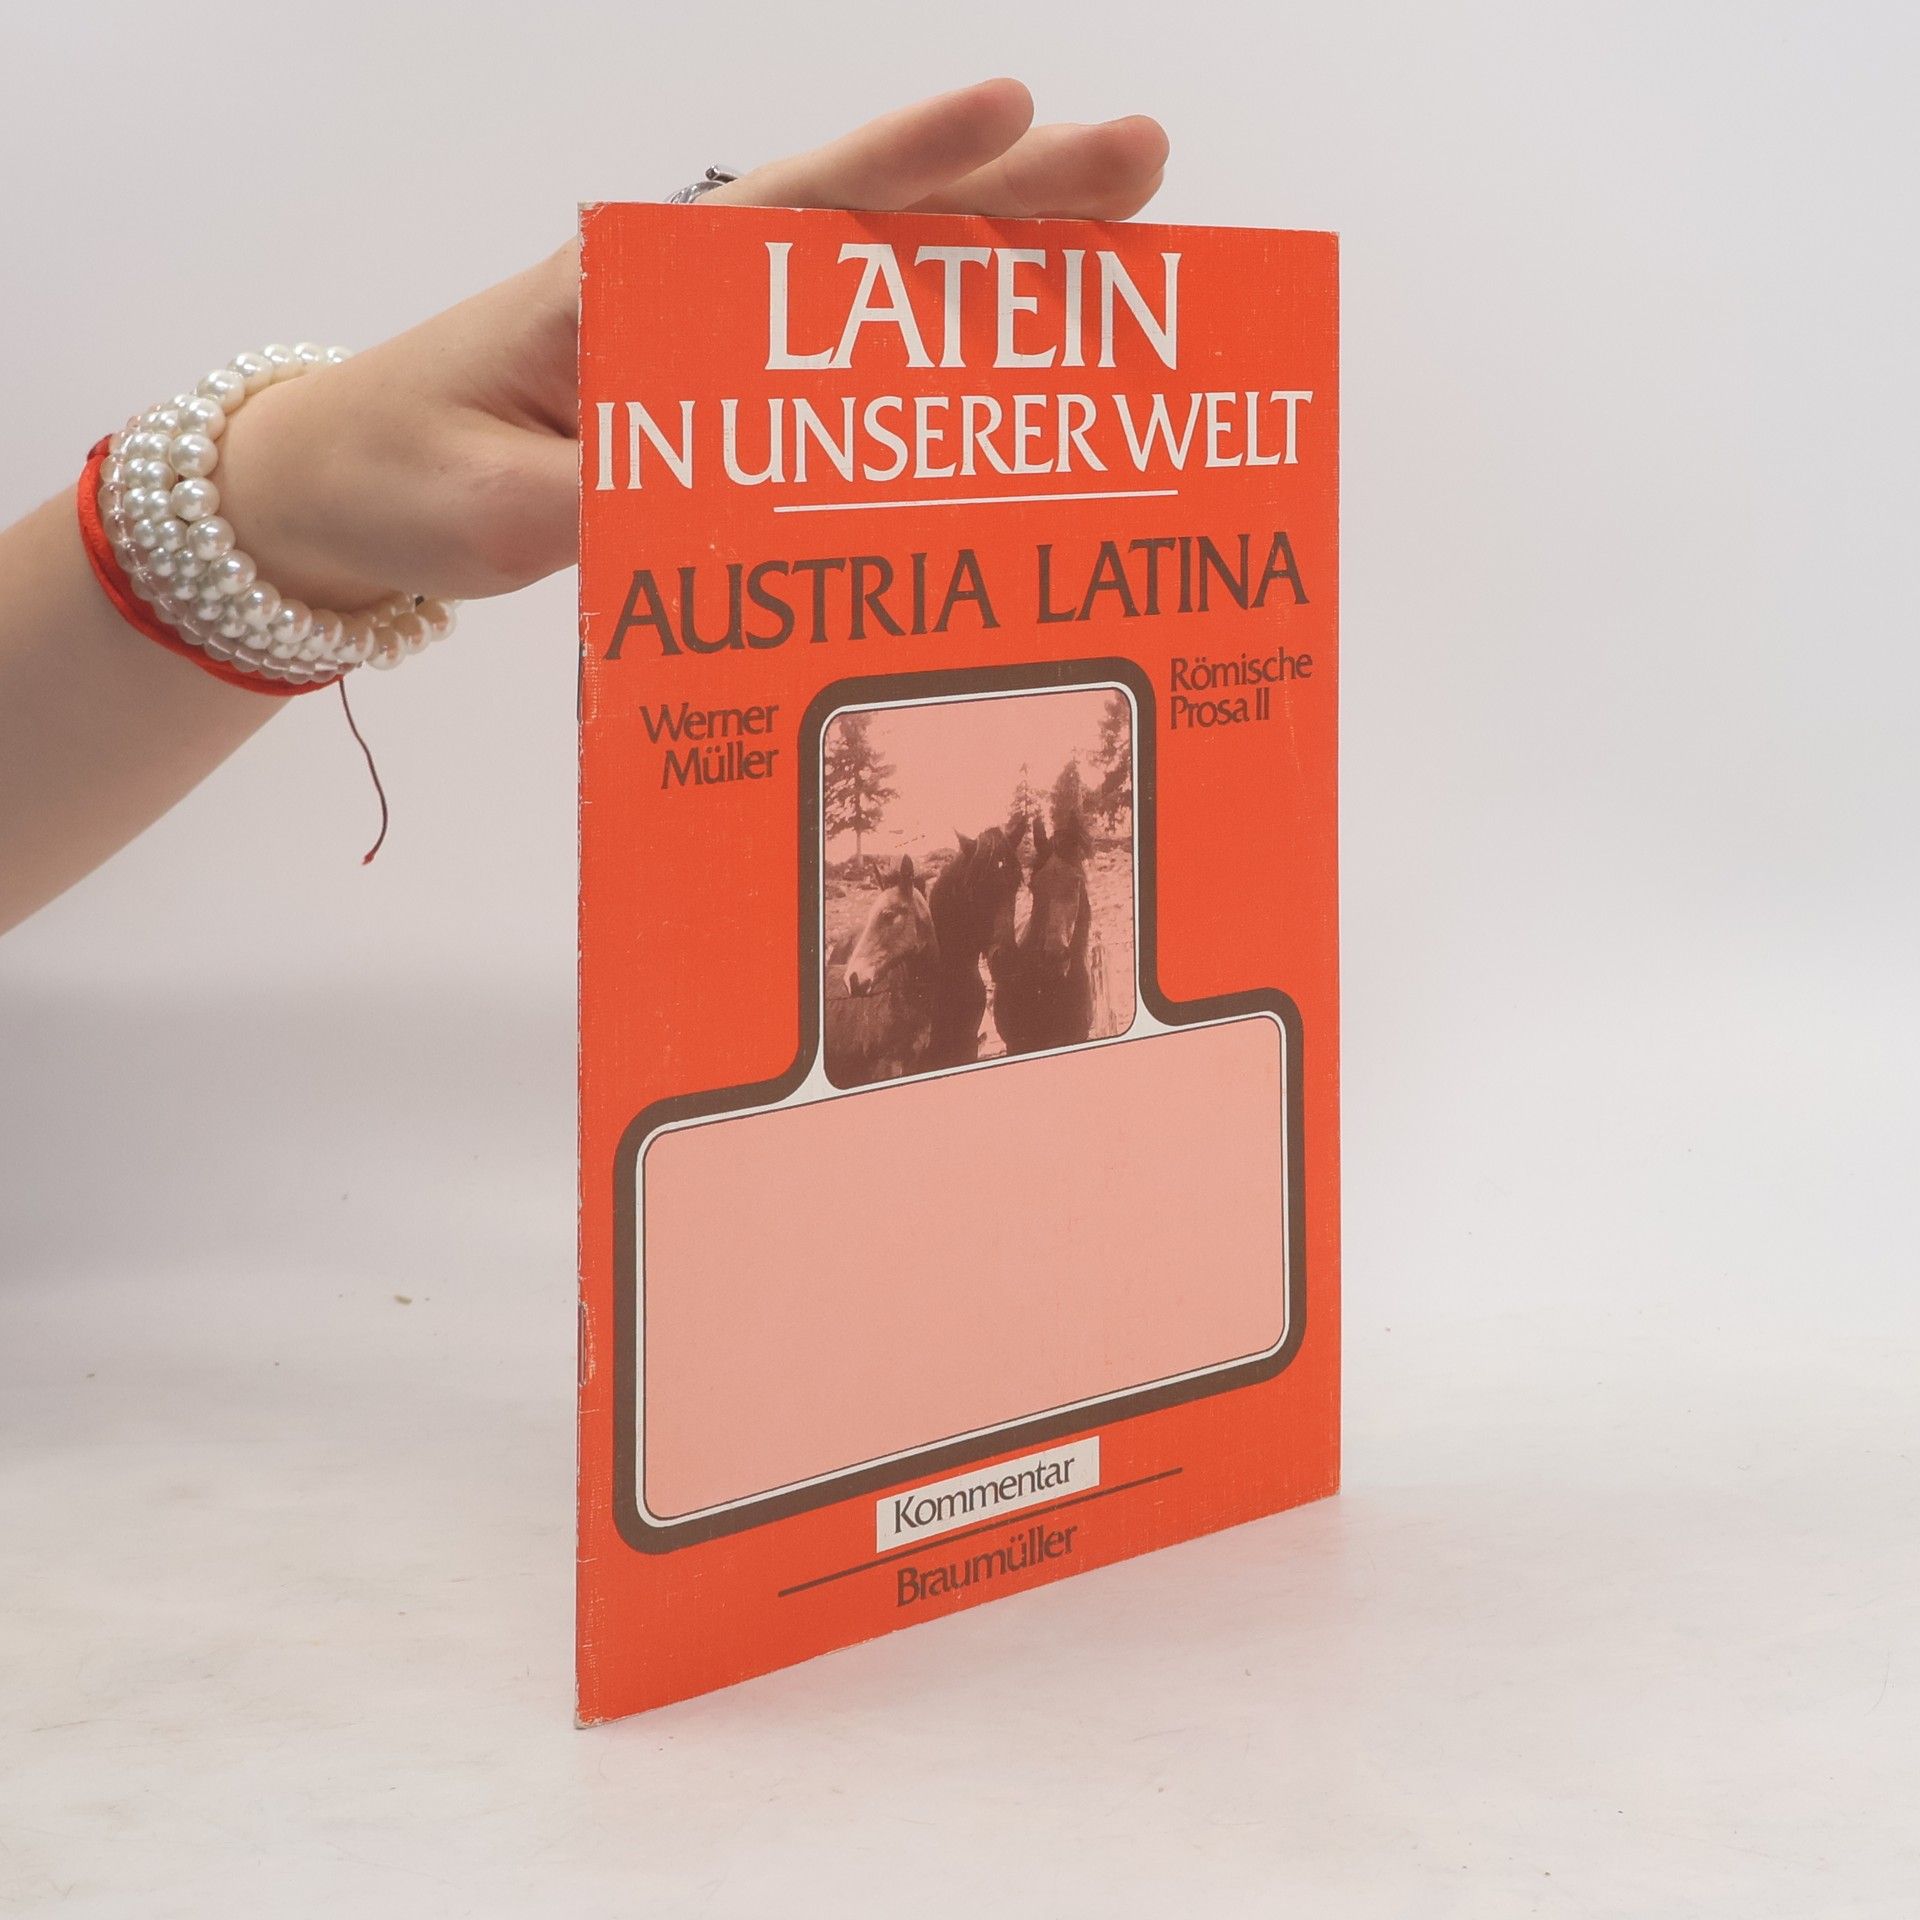 LATEIN
IN UNSERER WELT
AUSTRIA LATINA
Werner
Müller
Römische
Prosa II
Kommentar
Braumüller